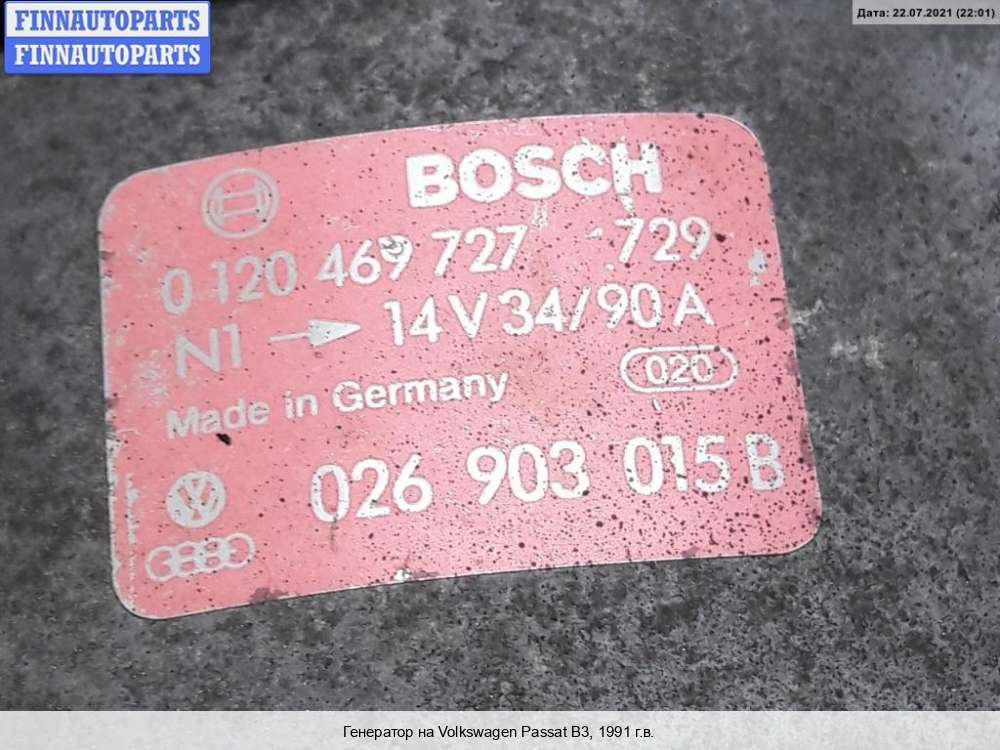 FINNAUTOPARTS
FINNAUTOPARTS
Дата: 22.07.2021 (22:01)
BOSCH
0 120 469 727 729
N1 → 14V 34/90 A
Made in Germany 020
026 903 015 B
Генератор на Volkswagen Passat B3, 1991 г.в.